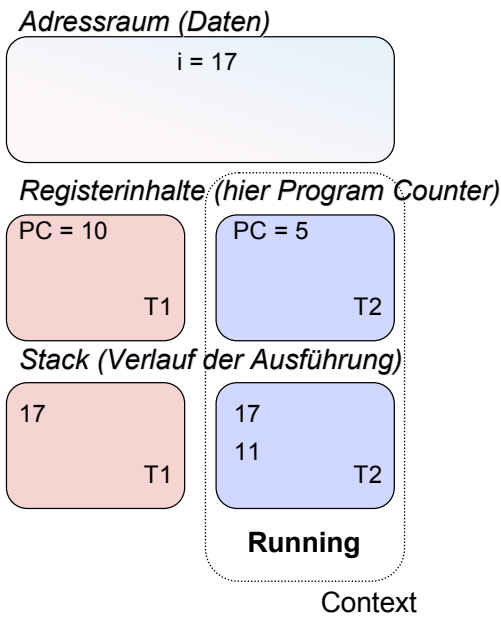 Adressraum (Daten)
i = 17
Registerinhalte (hier Program Counter)
PC = 10
PC = 5
T1
T2
Stack (Verlauf der Ausführung)
17
17
11
T1
T2
Running
Context